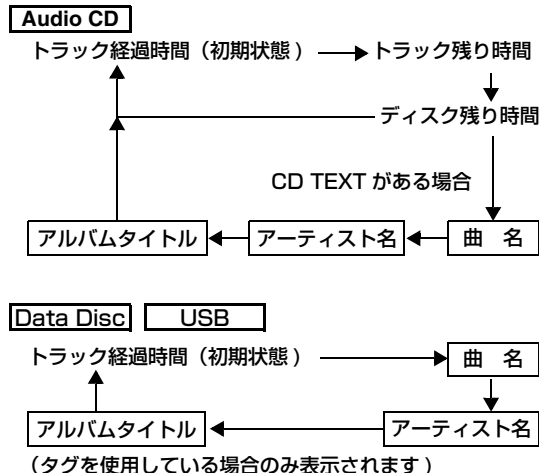 Audio CD
トラック経過時間（初期状態） トラック残り時間
ディスク残り時間
CD TEXT がある場合
アルバムタイトル アーティスト名 曲　名
Data Disc USB
トラック経過時間（初期状態） 曲　名
アルバムタイトル アーティスト名
（タグを使用している場合のみ表示されます）